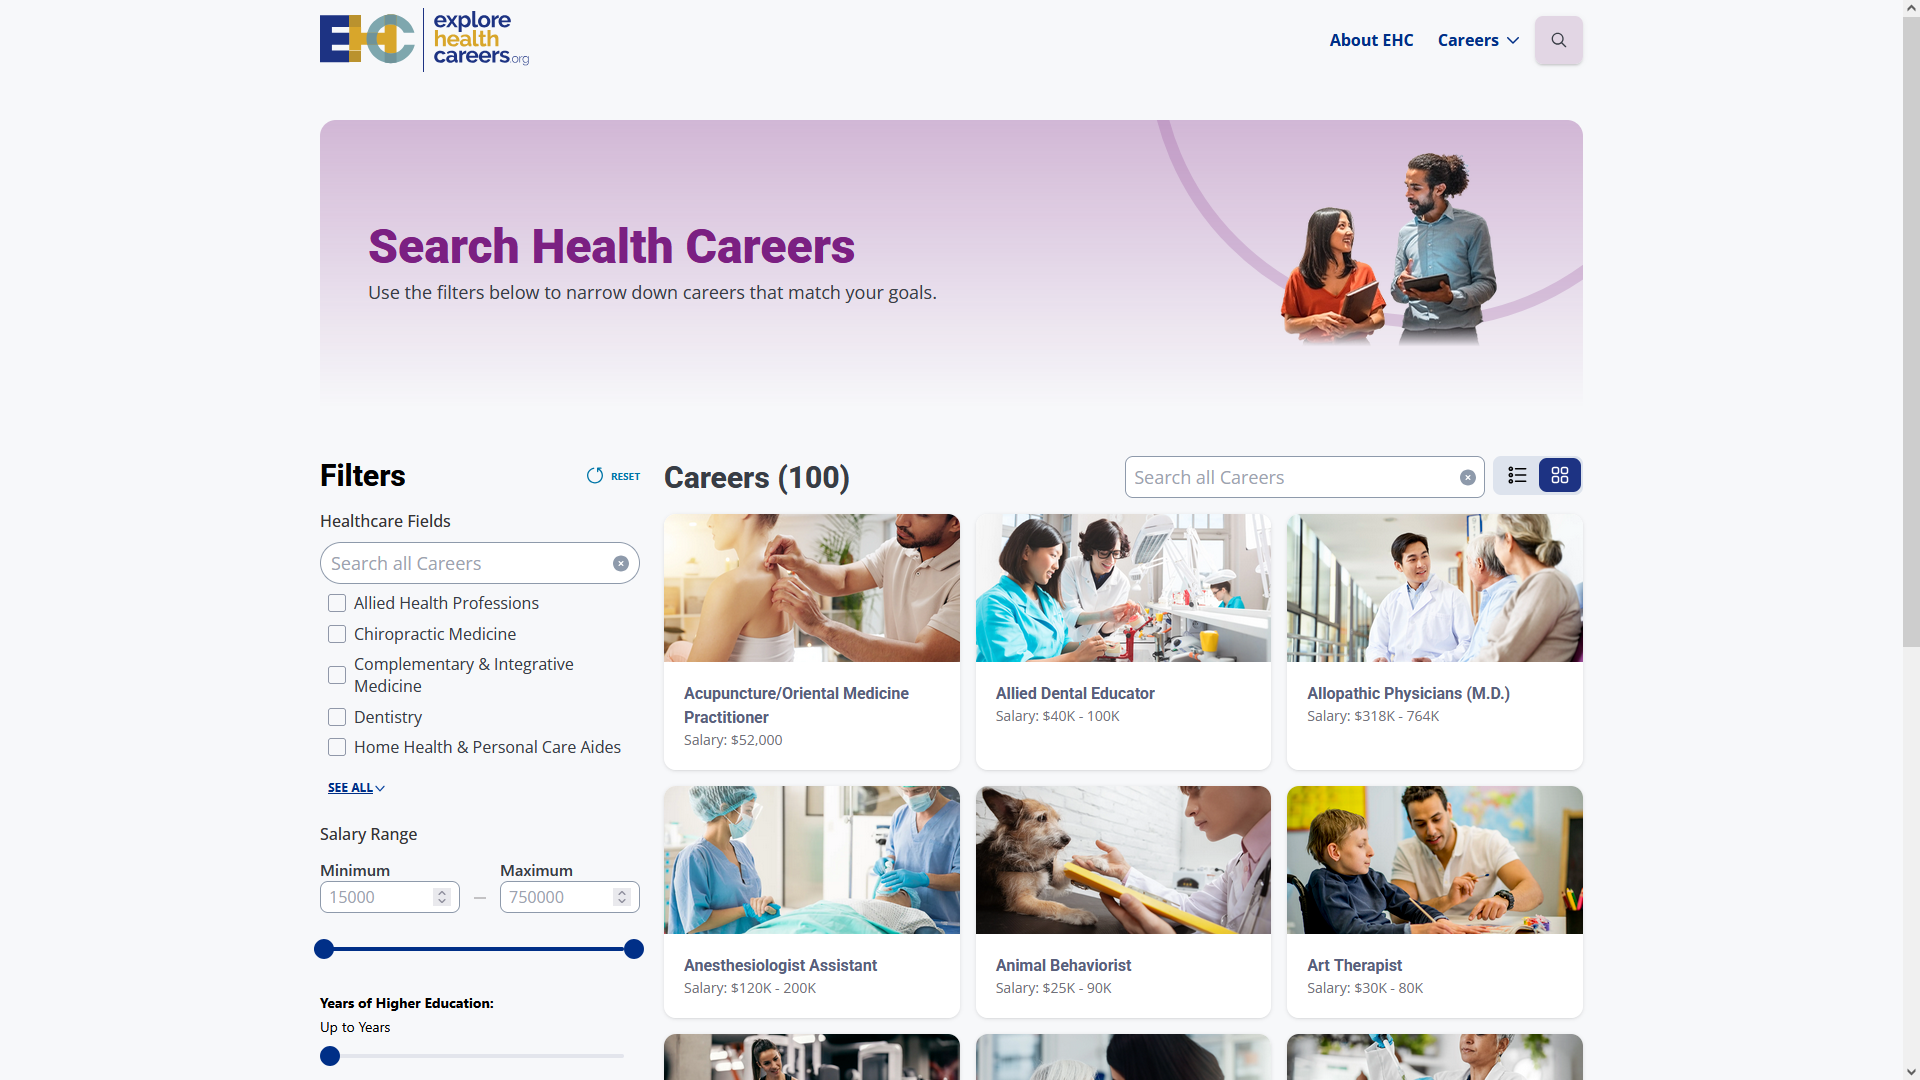 EHC
explore
health
careers.org
About EHC
Careers
Search Health Careers
Use the filters below to narrow down careers that match your goals.
Filters
RESET
Healthcare Fields
Search all Careers
Allied Health Professions
Chiropractic Medicine
Complementary & Integrative
Medicine
Dentistry
Home Health & Personal Care Aides
SEE ALL
Salary Range
Minimum
Maximum
15000
750000
Years of Higher Education:
Up to Years
Careers (100)
Search all Careers
Acupuncture/Oriental Medicine
Practitioner
Salary: $52,000
Allied Dental Educator
Salary: $40K - 100K
Allopathic Physicians (M.D.)
Salary: $318K - 764K
Anesthesiologist Assistant
Salary: $120K - 200K
Animal Behaviorist
Salary: $25K - 90K
Art Therapist
Salary: $30K - 80K